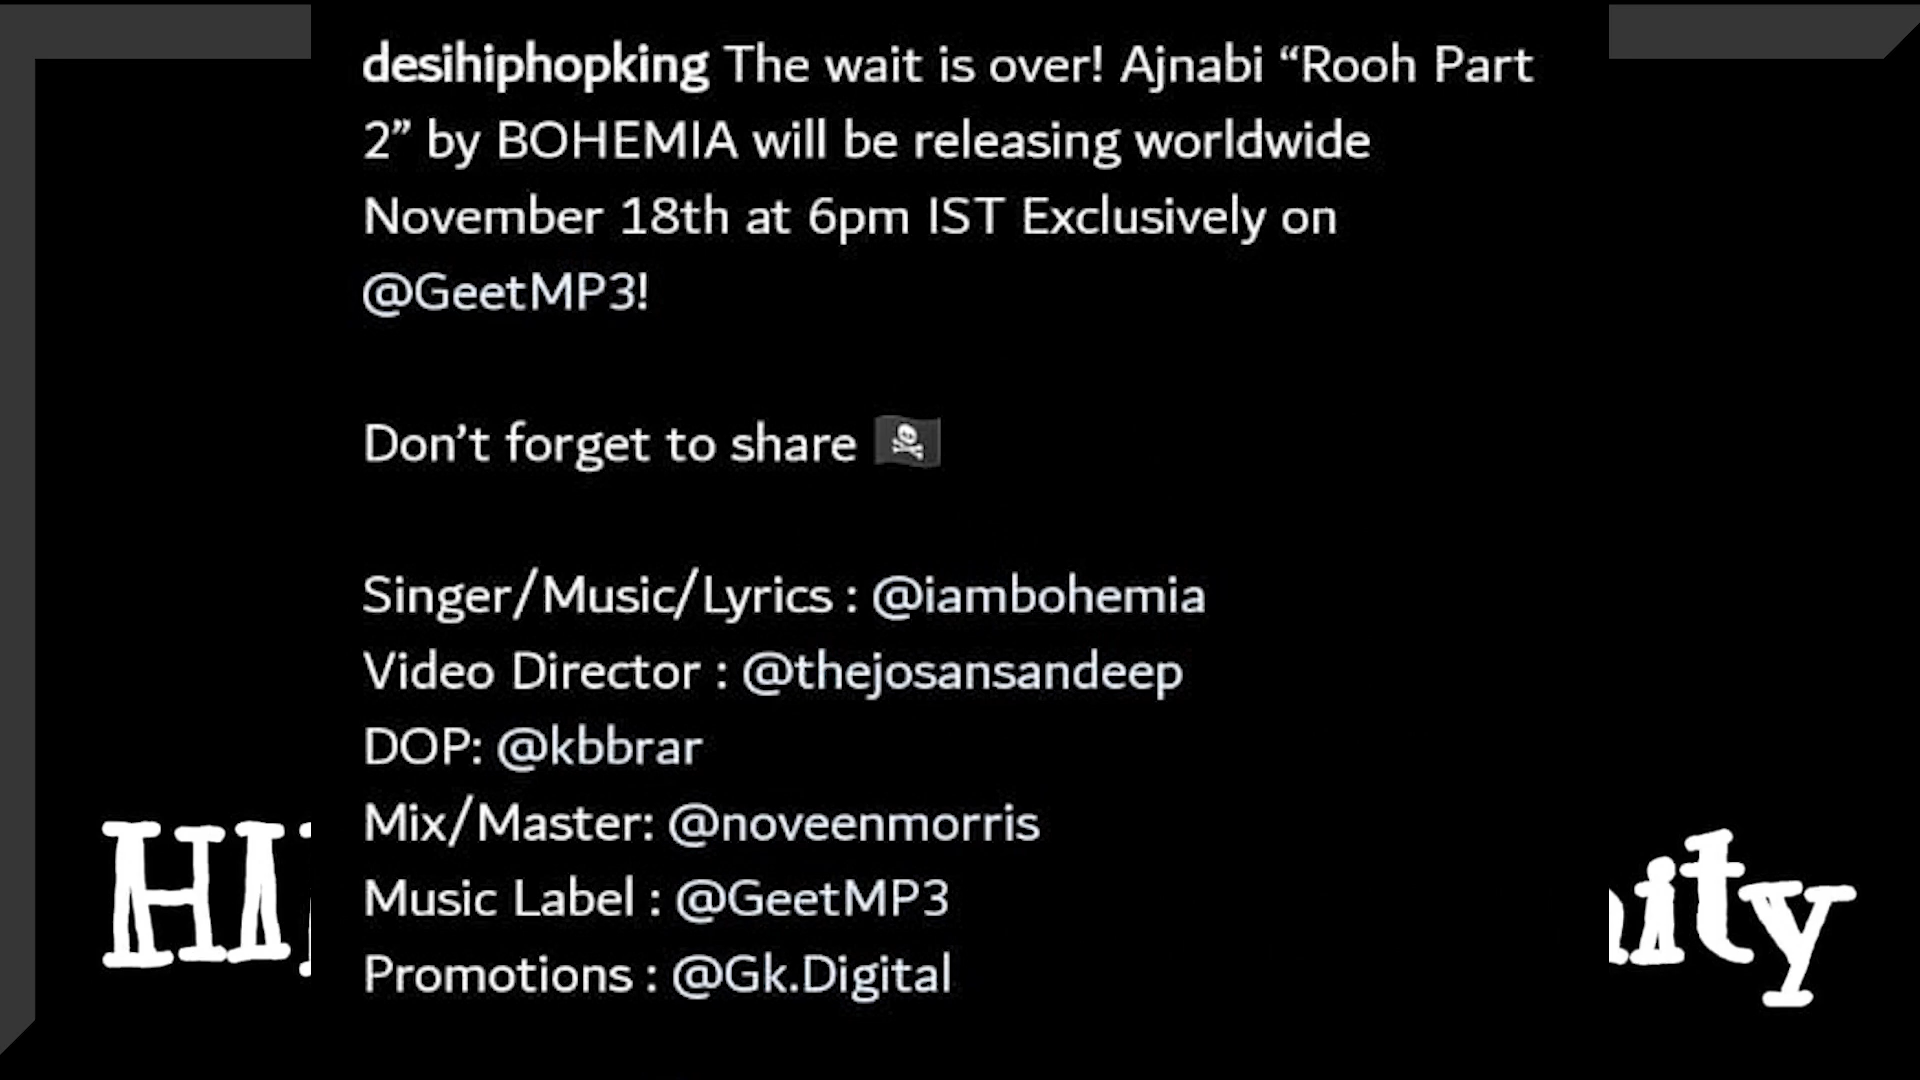 desihiphopking The wait is over! Ajnabi “Rooh Part
2” by BOHEMIA will be releasing worldwide
November 18th at 6pm IST Exclusively on
@GeetMP3!
Don’t forget to share 🏴‍☠️
Singer/Music/Lyrics : @iambohemia
Video Director : @thejosansandeep
DOP: @kbbrar
Mix/Master: @noveenmorris
Music Label : @GeetMP3
Promotions : @Gk.Digital